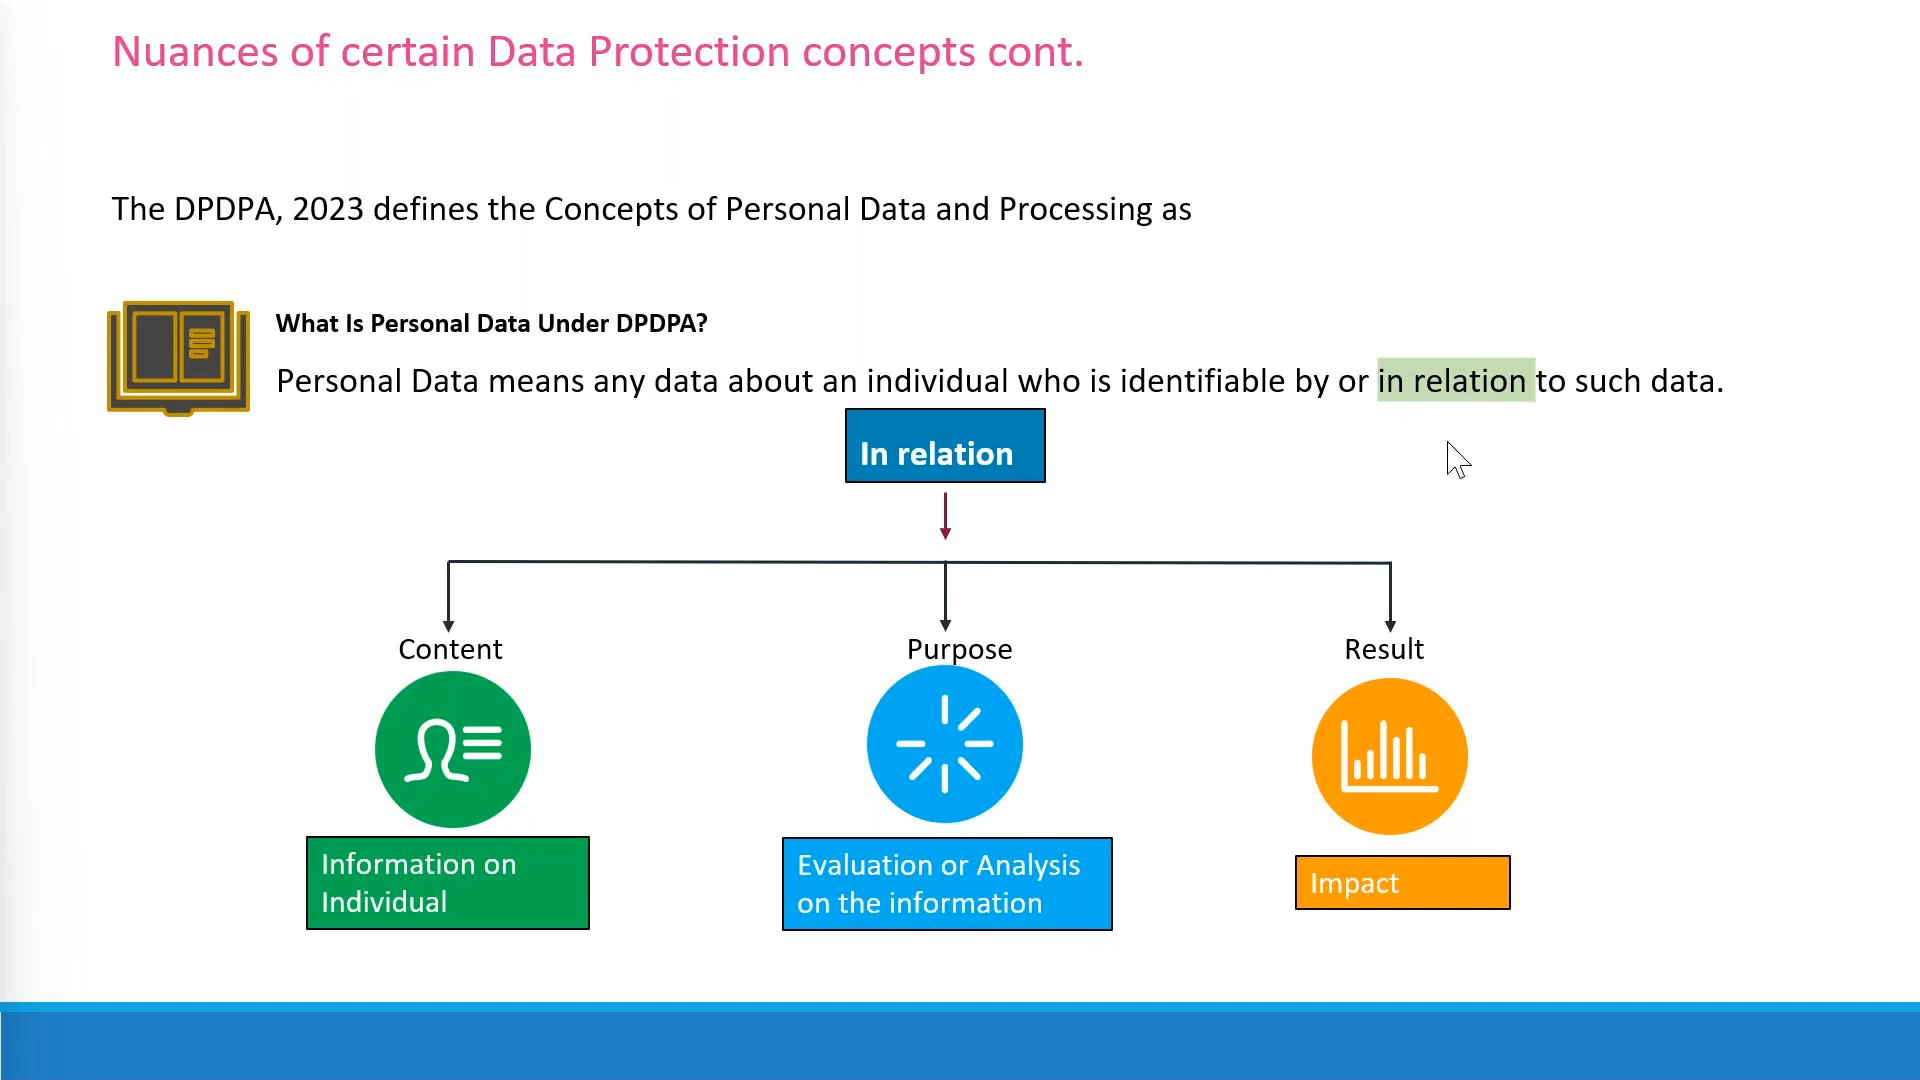 Nuances of certain Data Protection concepts cont.
The DPDPA, 2023 defines the Concepts of Personal Data and Processing as
What Is Personal Data Under DPDPA?
Personal Data means any data about an individual who is identifiable by or in relation to such data.
In relation
Content
Purpose
Result
Information on
Individual
Evaluation or Analysis
on the information
Impact